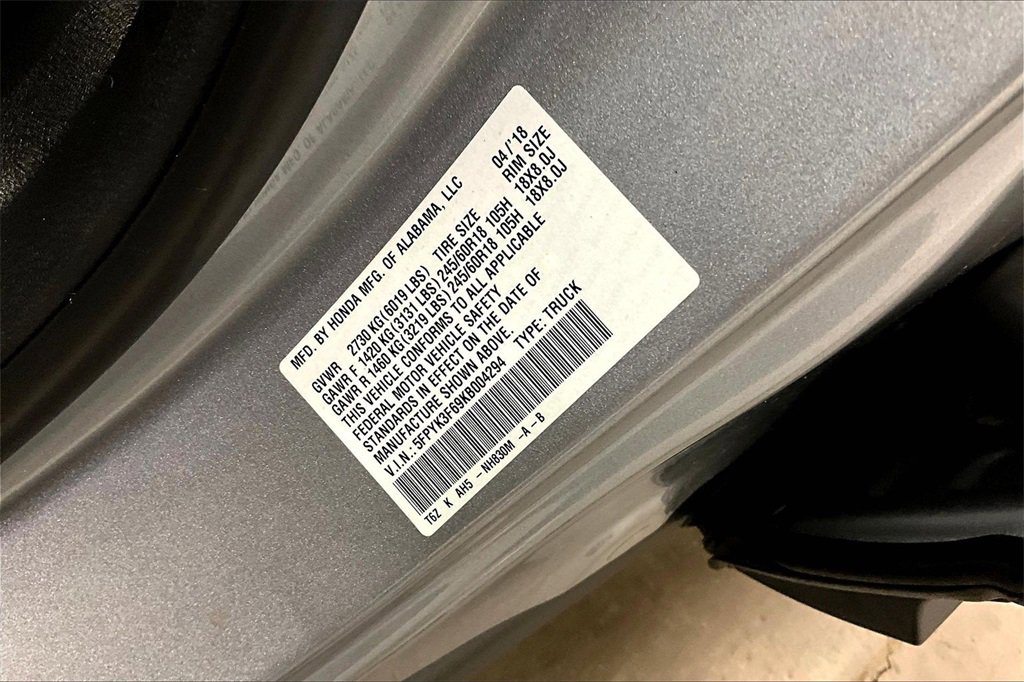 MFD. BY HONDA MFG. OF ALABAMA, LLC 04/'18
GVWR 2730 KG(6019 LBS) TIRE SIZE RIM SIZE
GAWR F 1420 KG(3131 LBS) 245/60R18 105H 18X8.0J
GAWR R 1460 KG(3219 LBS) 245/60R18 105H 18X8.0J
THIS VEHICLE CONFORMS TO ALL APPLICABLE
FEDERAL MOTOR VEHICLE SAFETY
STANDARDS IN EFFECT ON THE DATE OF
MANUFACTURE SHOWN ABOVE.
V.I.N.: 5FPYK3F69KB004294 TYPE: TRUCK
T6Z K AH5 - NH830M -A - B